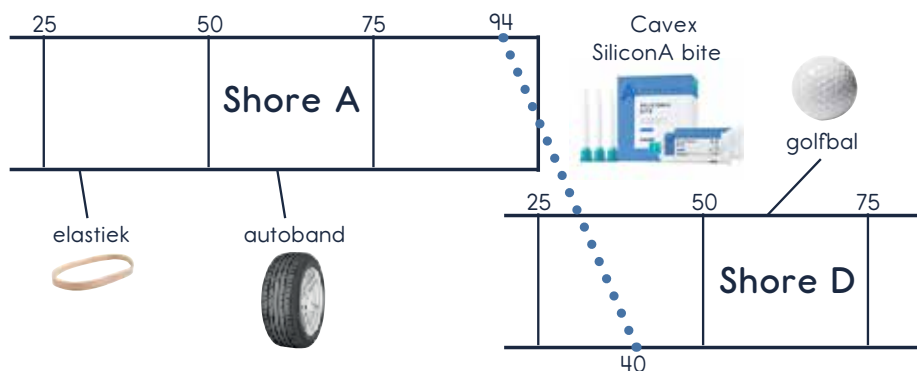 25 50 75 94
Shore A
Cavex
SiliconA bite
golfbal
elastiek
autoband
25 50 75
Shore D
40